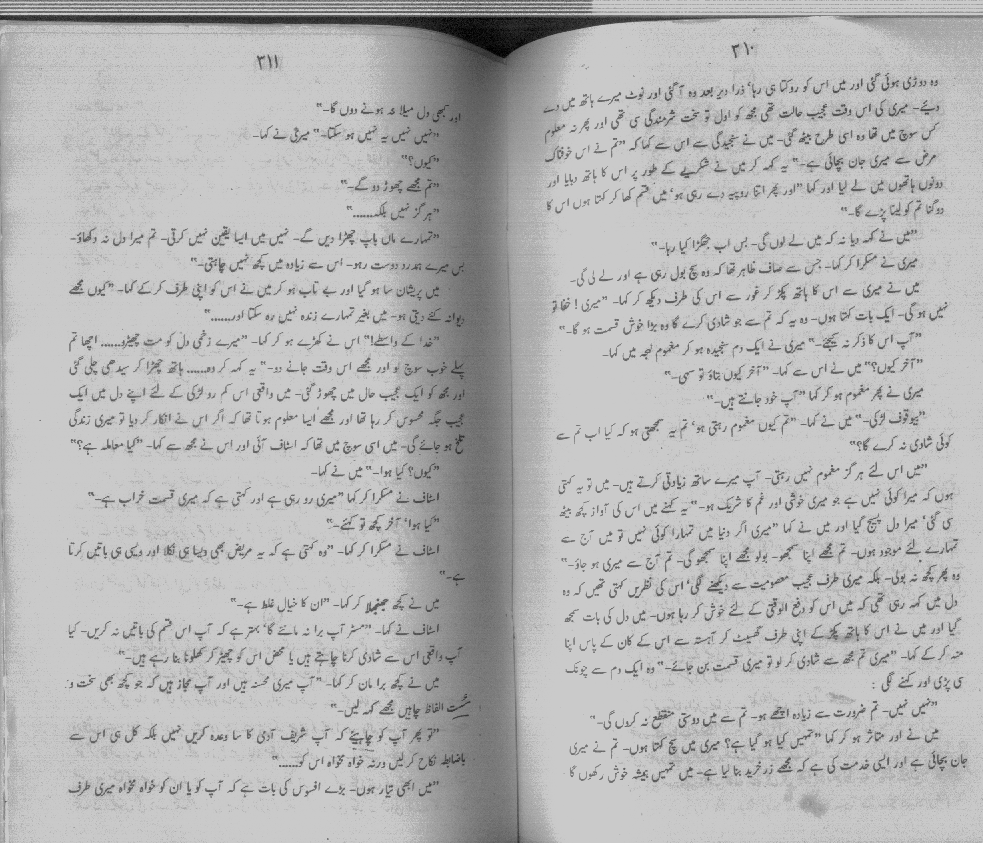 ۳۱۰
وہ دوڑی ہوئی گئی اور میں اس کو روکتا ہی رہا‘ ذرا دیر بعد وہ آ گئی اور نوٹ میرے ہاتھ میں دے
دیئے۔ میری کی اس وقت عجیب حالت تھی مجھ کو اول تو سخت شرمندگی سی تھی اور پھر نہ معلوم
کس سوچ میں تھا وہ اسی طرح بیٹھ گئی۔ میں نے سنجیدگی سے اس سے کہا کہ ”تم نے اس خوفناک
مرض سے میری جان بچائی ہے۔“ یہ کہہ کر میں نے شکریے کے طور پر اس کا ہاتھ دبایا اور
دونوں ہاتھوں میں لے لیا اور کہا ”اور پھر اتنا روپیہ دے رہی ہو‘ میں قسم کھا کر کہتا ہوں اس کا
دوگنا تم کو لینا پڑے گا۔“
”میں نے کہہ دیا نہ کہ میں لے لوں گی۔ بس اب جھگڑا کیا رہا۔“
میری نے مسکرا کر کہا۔ جس سے صاف ظاہر تھا کہ وہ سچ بول رہی ہے اور لے لی گی۔
میں نے میری سے اس کا ہاتھ پکڑ کر غور سے اس کی طرف دیکھ کر کہا۔ ”میری! خفا تو
نہیں ہو گی۔ ایک بات کہتا ہوں۔ وہ یہ کہ تم سے جو شادی کرے گا وہ بڑا خوش قسمت ہو گا۔“
”آپ اس کا ذکر نہ کیجئے۔“ میری نے ایک دم سنجیدہ ہو کر مغموم لہجہ میں کہا۔
”آخر کیوں؟“ میں نے اس سے کہا۔ ”آخر کیوں بتاؤ تو سہی۔“
میری نے پھر مغموم ہو کر کہا ”آپ خود جانتے ہیں۔“
”بیوقوف لڑکی۔“ میں نے کہا۔ ”تم کیوں مغموم رہتی ہو‘ تم یہ سمجھتی ہو کہ کیا اب تم سے
کوئی شادی نہ کرے گا؟“
”میں اس لئے ہرگز مغموم نہیں رہتی۔ آپ میرے ساتھ زیادتی کرتے ہیں۔ میں تو یہ کہتی
ہوں کہ میرا کوئی نہیں ہے جو میری خوشی اور غم کا شریک ہو۔“ یہ کہنے میں اس کی آواز کچھ بیٹھ
سی گئی‘ میرا دل پسیج گیا اور میں نے کہا ”میری اگر دنیا میں تمہارا کوئی نہیں تو میں آج سے
تمہارے لئے موجود ہوں۔ تم مجھے اپنا سمجھو۔ بولو مجھے اپنا سمجھو گی۔ تم آج سے میری ہو جاؤ۔“
وہ پھر کچھ نہ بولی۔ بلکہ میری طرف عجیب معصومیت سے دیکھنے لگی‘ اس کی نظریں کہتی تھیں کہ وہ
دل میں کہہ رہی تھی کہ میں اس کو دفع الوقتی کے لئے خوش کر رہا ہوں۔ میں دل کی بات سمجھ
گیا اور میں نے اس کا ہاتھ پکڑ کے اپنی طرف گھسیٹ کر آہستہ سے اس کے کان کے پاس اپنا
منہ کر کے کہا۔ ”میری تم مجھ سے شادی کر لو تو میری قسمت بن جائے۔“ وہ ایک دم سے چونک
سی پڑی اور کہنے لگی :
”نہیں نہیں۔ تم ضرورت سے زیادہ اچھے ہو۔ تم سے میں دوستی منقطع نہ کروں گی۔“
میں نے اور متاثر ہو کر کہا ”تمہیں کیا ہو گیا ہے؟ میری میں سچ کہتا ہوں۔ تم نے میری
جان بچائی ہے اور ایسی خدمت کی ہے کہ مجھے زر خرید بنا لیا ہے۔ میں تمہیں ہمیشہ خوش رکھوں گا
۳۱۱
اور کبھی دل میلا نہ ہونے دوں گا۔“
”نہیں نہیں یہ نہیں ہو سکتا۔“ میری نے کہا۔
”کیوں؟“
”تم مجھے چھوڑ دو گے۔“
”ہرگز نہیں بلکہ......“
”تمہارے ماں باپ چھڑا دیں گے۔ نہیں میں ایسا یقین نہیں کرتی۔ تم میرا دل نہ دکھاؤ۔
بس میرے ہمدرد دوست رہو۔ اس سے زیادہ میں کچھ نہیں چاہتی۔“
میں پریشان سا ہو گیا اور بے تاب ہو کر میں نے اس کو اپنی طرف کر کے کہا۔ ”کیوں مجھے
دیوانہ کئے دیتی ہو۔ میں بغیر تمہارے زندہ نہیں رہ سکتا اور......“
”خدا کے واسطے!“ اس نے کھڑے ہو کر کہا۔ ”میرے زخمی دل کو مت چھیڑو...... اچھا تم
پہلے خوب سوچ لو اور مجھے اس وقت جانے دو۔“ یہ کہہ کر وہ...... ہاتھ چھڑا کر سیدھی چلی گئی
اور مجھ کو ایک عجیب حال میں چھوڑ گئی۔ میں واقعی اس کم رو لڑکی کے لئے اپنے دل میں ایک
عجیب جگہ محسوس کر رہا تھا اور مجھے ایسا معلوم ہوتا تھا کہ اگر اس نے انکار کر دیا تو میری زندگی
تلخ ہو جائے گی۔ میں اسی سوچ میں تھا کہ اسٹاف آئی اور اس نے مجھ سے کہا۔ ”کیا معاملہ ہے؟“
”کیوں؟ کیا ہوا۔“ میں نے کہا۔
اسٹاف نے مسکرا کر کہا ”میری رو رہی ہے اور کہتی ہے کہ میری قسمت خراب ہے۔“
”کیا ہوا‘ آخر کچھ تو کہئے۔“
اسٹاف نے مسکرا کر کہا۔ ”وہ کہتی ہے کہ یہ مریض بھی ویسا ہی نکلا اور ویسی ہی باتیں کرتا
ہے۔“
میں نے کچھ جھنجھلا کر کہا۔ ”ان کا خیال غلط ہے۔“
اسٹاف نے کہا۔ ”مسٹر آپ برا نہ مانئے گا‘ بہتر ہے کہ آپ اس قسم کی باتیں نہ کریں۔ کیا
آپ واقعی اس سے شادی کرنا چاہتے ہیں یا محض اس کو چھیڑ کر کھلونا بنا رہے ہیں۔“
میں نے کچھ برا مان کر کہا۔ ”آپ میری محسنہ ہیں اور آپ مجاز ہیں کہ جو کچھ بھی سخت و
سست الفاظ چاہیں مجھے کہہ لیں۔“
”تو پھر آپ کو چاہیئے کہ آپ شریف آدمی کا سا وعدہ کریں نہیں بلکہ کل ہی اس سے
باضابطہ نکاح کر لیں ورنہ خواہ مخواہ اس کو......“
”میں ابھی تیار ہوں۔ بڑے افسوس کی بات ہے کہ آپ کو یا ان کو خواہ مخواہ میری طرف